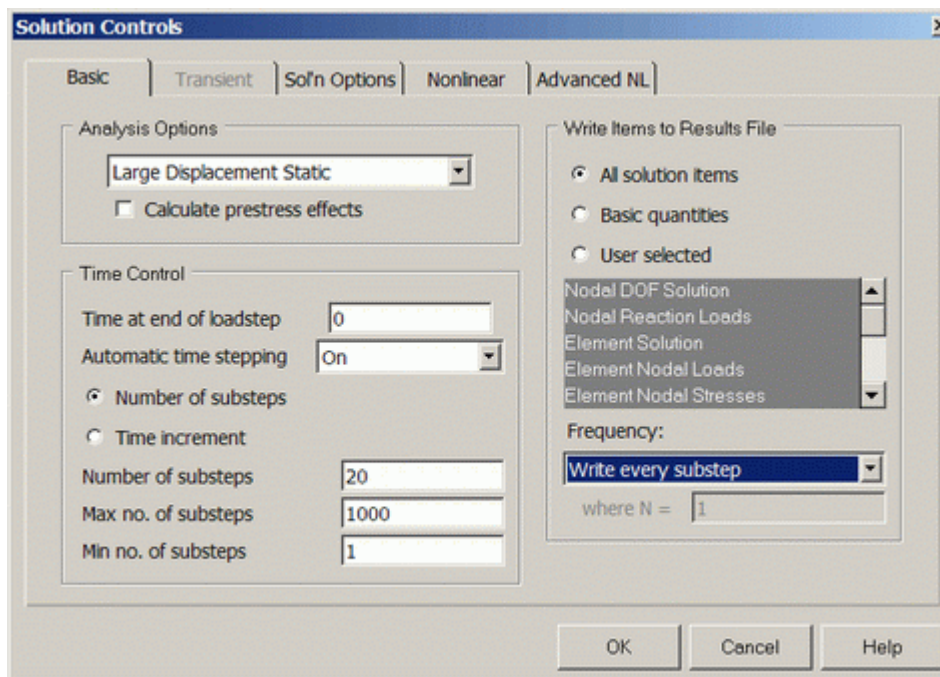 Solution Controls
Basic
Transient
Sol'n Options
Nonlinear
Advanced NL
Analysis Options
Large Displacement Static
Calculate prestress effects
Time Control
Time at end of loadstep 0
Automatic time stepping On
Number of substeps
Time increment
Number of substeps 20
Max no. of substeps 1000
Min no. of substeps 1
Write Items to Results File
All solution items
Basic quantities
User selected
Nodal DOF Solution
Nodal Reaction Loads
Element Solution
Element Nodal Loads
Element Nodal Stresses
Frequency:
Write every substep
where N = 1
OK
Cancel
Help